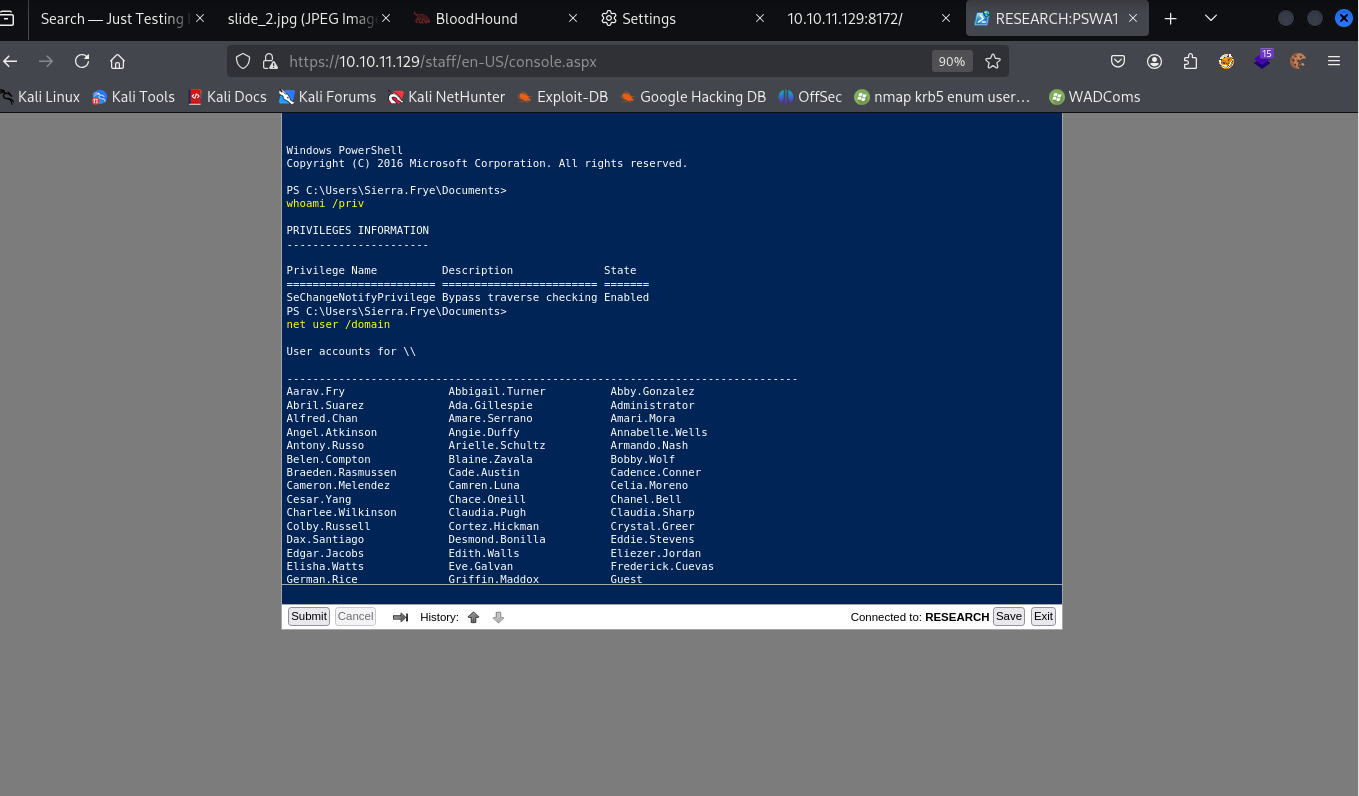 Search — Just Testing
slide_2.jpg (JPEG Imag
BloodHound
Settings
10.10.11.129:8172/
RESEARCH:PSWA1
https://10.10.11.129/staff/en-US/console.aspx
90%
15
Kali Linux
Kali Tools
Kali Docs
Kali Forums
Kali NetHunter
Exploit-DB
Google Hacking DB
OffSec
nmap krb5 enum user…
WADComs
Windows PowerShell
Copyright (C) 2016 Microsoft Corporation. All rights reserved.
PS C:\Users\Sierra.Frye\Documents>
whoami /priv
PRIVILEGES INFORMATION
----------------------
Privilege Name          Description                    State
======================= ======================== =======
SeChangeNotifyPrivilege Bypass traverse checking Enabled
PS C:\Users\Sierra.Frye\Documents>
net user /domain
User accounts for \\
-------------------------------------------------------------------------------
Aarav.Fry                Abbigail.Turner          Abby.Gonzalez
Abril.Suarez             Ada.Gillespie            Administrator
Alfred.Chan              Amare.Serrano            Amari.Mora
Angel.Atkinson           Angie.Duffy              Annabelle.Wells
Antony.Russo             Arielle.Schultz          Armando.Nash
Belen.Compton            Blaine.Zavala            Bobby.Wolf
Braeden.Rasmussen        Cade.Austin              Cadence.Conner
Cameron.Melendez         Camren.Luna              Celia.Moreno
Cesar.Yang               Chace.Oneill             Chanel.Bell
Charlee.Wilkinson        Claudia.Pugh             Claudia.Sharp
Colby.Russell            Cortez.Hickman           Crystal.Greer
Dax.Santiago             Desmond.Bonilla          Eddie.Stevens
Edgar.Jacobs             Edith.Walls              Eliezer.Jordan
Elisha.Watts             Eve.Galvan               Frederick.Cuevas
German.Rice              Griffin.Maddox           Guest
Submit Cancel History: Connected to: RESEARCH Save Exit